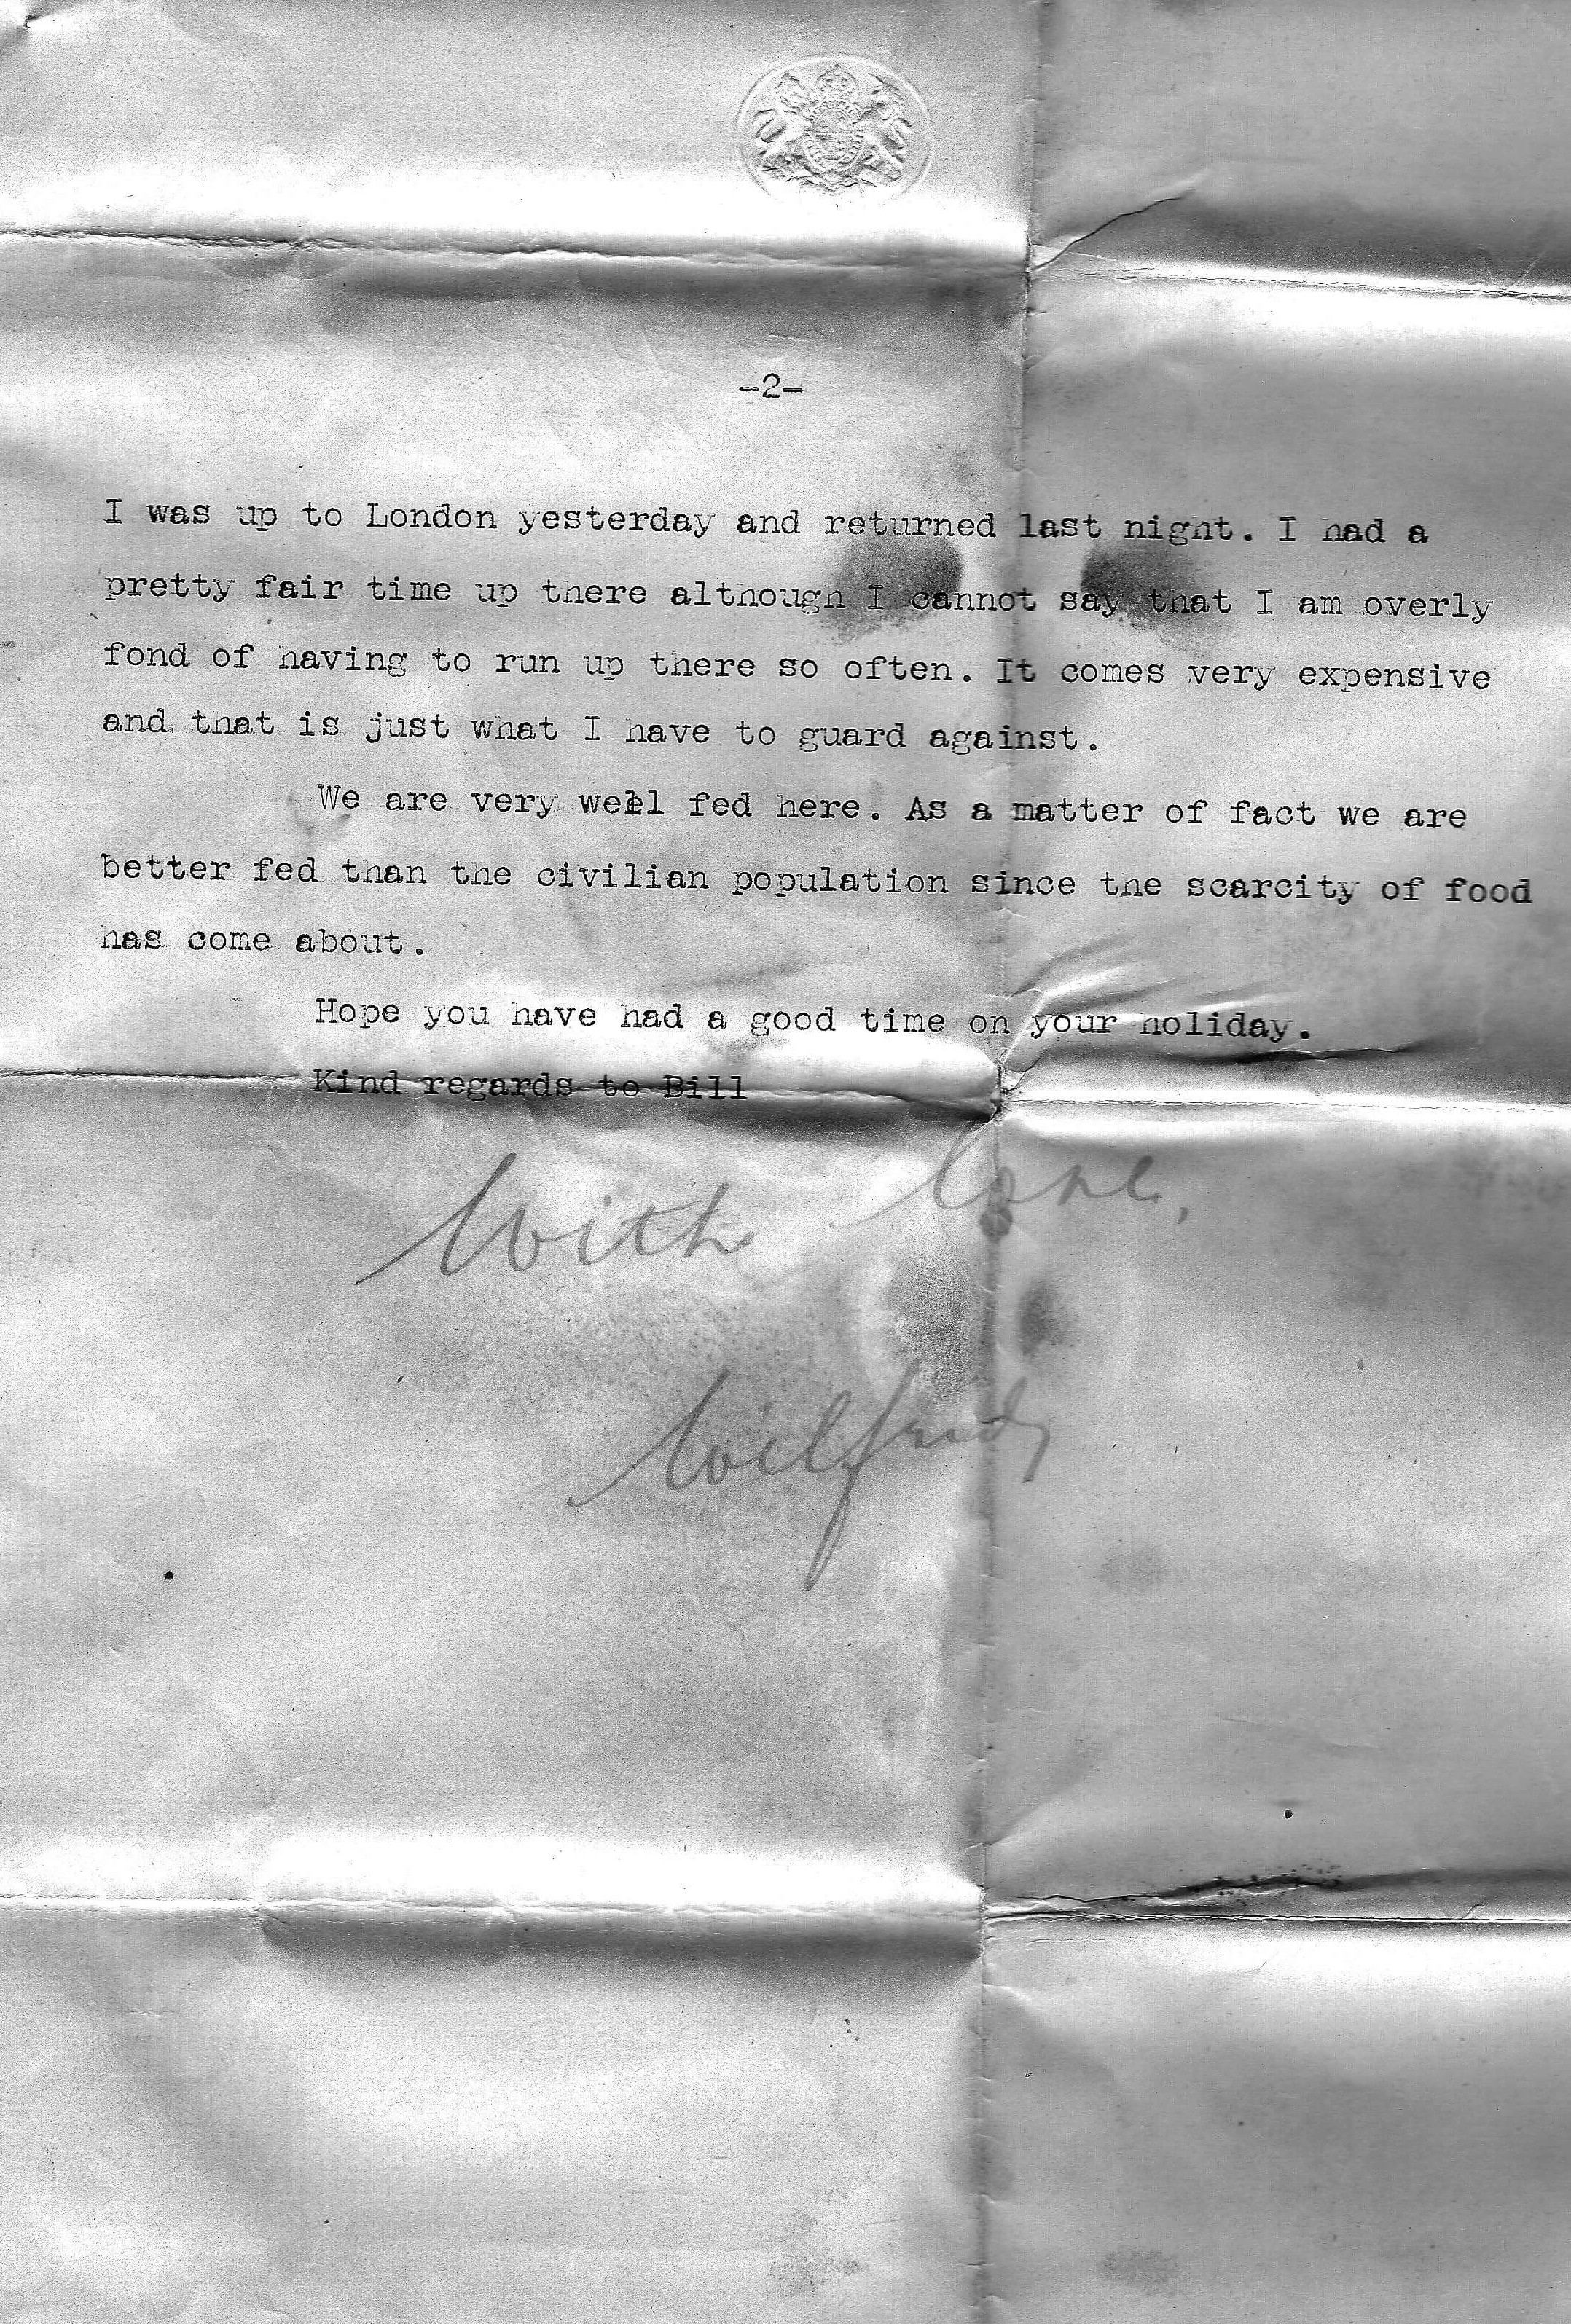 -2-
I was up to London yesterday and returned last night. I had a
pretty fair time up there although I cannot say that I am overly
fond of having to run up there so often. It comes very expensive
and that is just what I have to guard against.
We are very well fed here. As a matter of fact we are
better fed than the civilian population since the scarcity of food
has come about.
Hope you have had a good time on your holiday.
Kind regards to Bill
With love,
Wilfrid